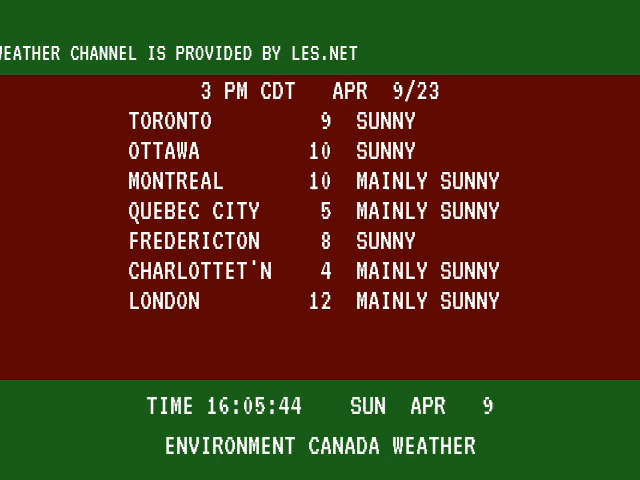 WEATHER CHANNEL IS PROVIDED BY LES.NET
3 PM CDT APR 9/23
TORONTO 9 SUNNY
OTTAWA 10 SUNNY
MONTREAL 10 MAINLY SUNNY
QUEBEC CITY 5 MAINLY SUNNY
FREDERICTON 8 SUNNY
CHARLOTTET'N 4 MAINLY SUNNY
LONDON 12 MAINLY SUNNY
TIME 16:05:44 SUN APR 9
ENVIRONMENT CANADA WEATHER